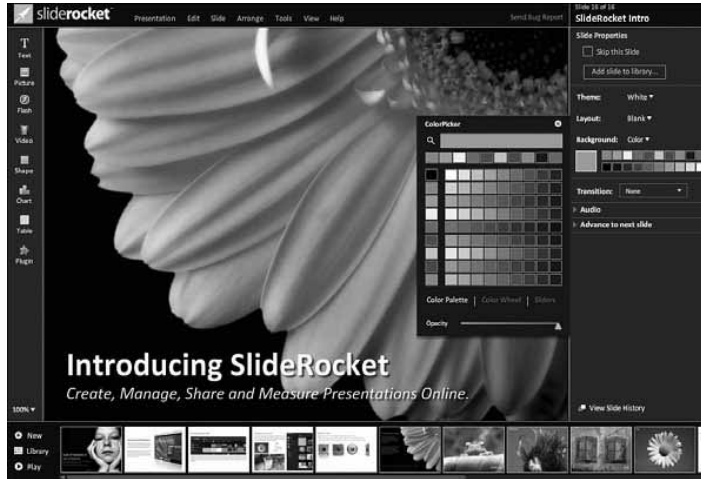 sliderocket
Presentation Edit Slide Arrange Tools View Help
Send Bug Report
Slide 16 of 16
SlideRocket Intro
Text
Picture
Flash
Video
Shape
Chart
Table
Plugin
100%
Slide Properties
Skip this Slide
Add slide to library...
Theme: White
Layout: Blank
Background: Color
Transition: None
Audio
Advance to next slide
View Slide History
ColorPicker
Color Palette | Color Wheel | Sliders
Opacity
Introducing SlideRocket
Create, Manage, Share and Measure Presentations Online.
New
Library
Play